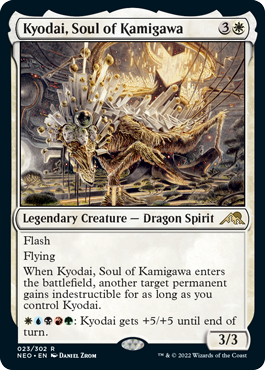 Kyodai, Soul of Kamigawa 3
Legendary Creature — Dragon Spirit
Flash
Flying
When Kyodai, Soul of Kamigawa enters
the battlefield, another target permanent
gains indestructible for as long as you
control Kyodai.
: Kyodai gets +5/+5 until end of
turn.
3/3
023/302 R
NEO • EN Daniel Zrom
™ & © 2022 Wizards of the Coast